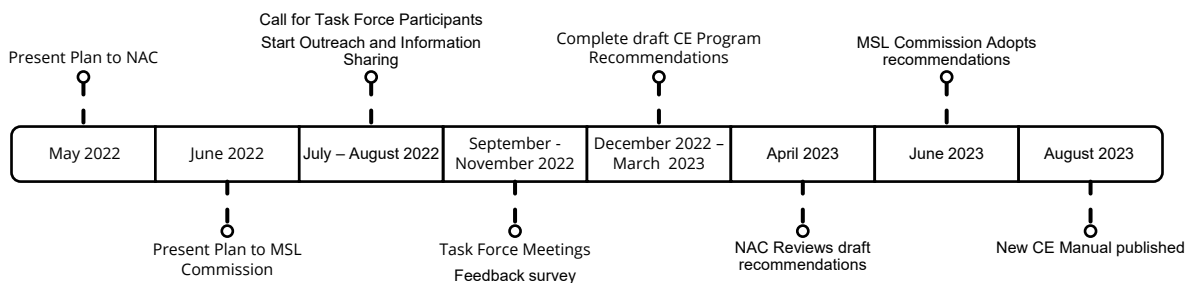 Call for Task Force Participants
Start Outreach and Information
Sharing
Present Plan to NAC
Complete draft CE Program
Recommendations
MSL Commission Adopts
recommendations
May 2022
June 2022
July – August 2022
September -
November 2022
December 2022 –
March 2023
April 2023
June 2023
August 2023
Present Plan to MSL
Commission
Task Force Meetings
Feedback survey
NAC Reviews draft
recommendations
New CE Manual published